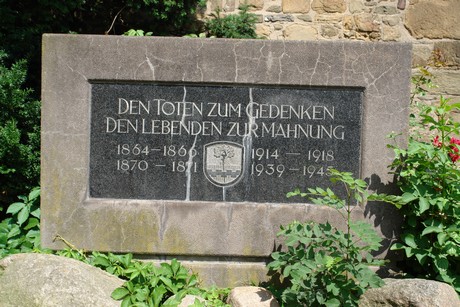 DEN TOTEN ZUM GEDENKEN
DEN LEBENDEN ZUR MAHNUNG
1864–1866 1914 – 1918
1870 – 1871 1939 – 1945